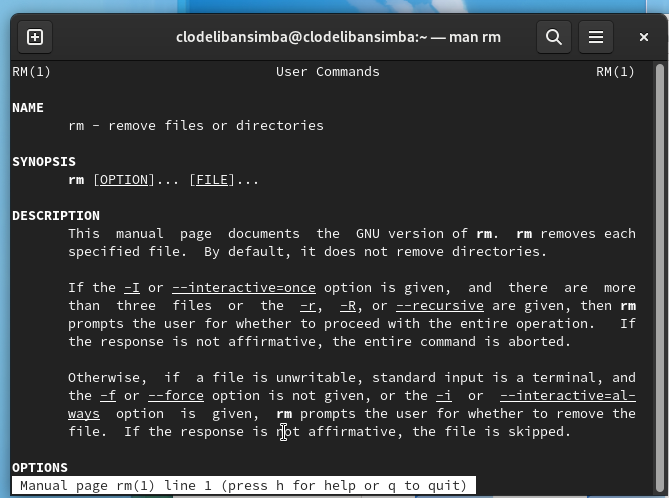 clodelibansimba@clodelibansimba:~ — man rm
RM(1) User Commands RM(1)
NAME
rm - remove files or directories
SYNOPSIS
rm [OPTION]... [FILE]...
DESCRIPTION
This manual page documents the GNU version of rm. rm removes each
specified file. By default, it does not remove directories.
If the -I or --interactive=once option is given, and there are more
than three files or the -r, -R, or --recursive are given, then rm
prompts the user for whether to proceed with the entire operation. If
the response is not affirmative, the entire command is aborted.
Otherwise, if a file is unwritable, standard input is a terminal, and
the -f or --force option is not given, or the -i or --interactive=al-
ways option is given, rm prompts the user for whether to remove the
file. If the response is not affirmative, the file is skipped.
OPTIONS
Manual page rm(1) line 1 (press h for help or q to quit)